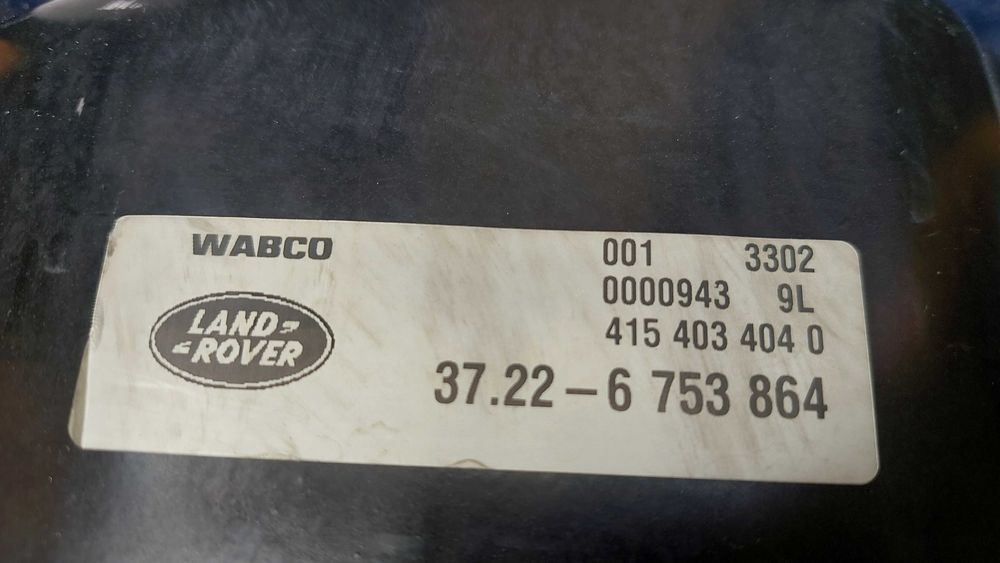 WABCO
LAND
ROVER
001 3302
0000943 9L
415 403 404 0
37.22–6 753 864